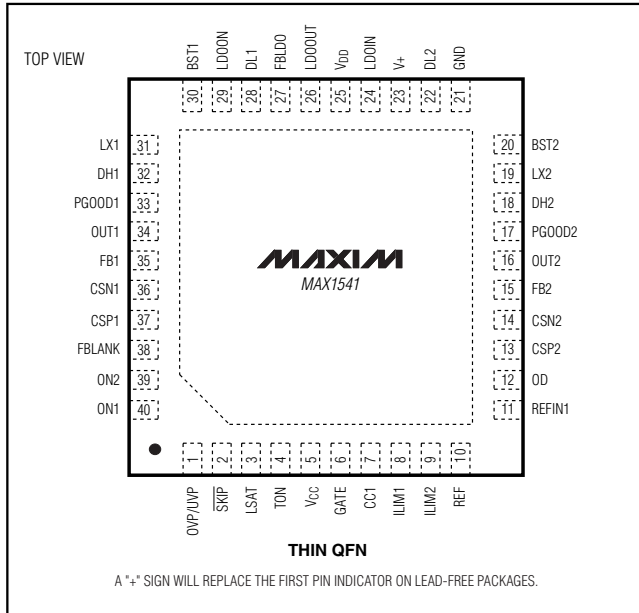 TOP VIEW
BST1 LDOON DL1 FBLDO LDOOUT VDD LDOIN V+ DL2 GND
30 29 28 27 26 25 24 23 22 21
LX1 31 20 BST2
DH1 32 19 LX2
PGOOD1 33 18 DH2
OUT1 34 17 PGOOD2
FB1 35 16 OUT2
CSN1 36 15 FB2
CSP1 37 14 CSN2
FBLANK 38 13 CSP2
ON2 39 12 OD
ON1 40 11 REFIN1
MAXIM
MAX1541
1 2 3 4 5 6 7 8 9 10
OVP/UVP SKIP LSAT TON VCC GATE CC1 ILIM1 ILIM2 REF
THIN QFN
A "+" SIGN WILL REPLACE THE FIRST PIN INDICATOR ON LEAD-FREE PACKAGES.